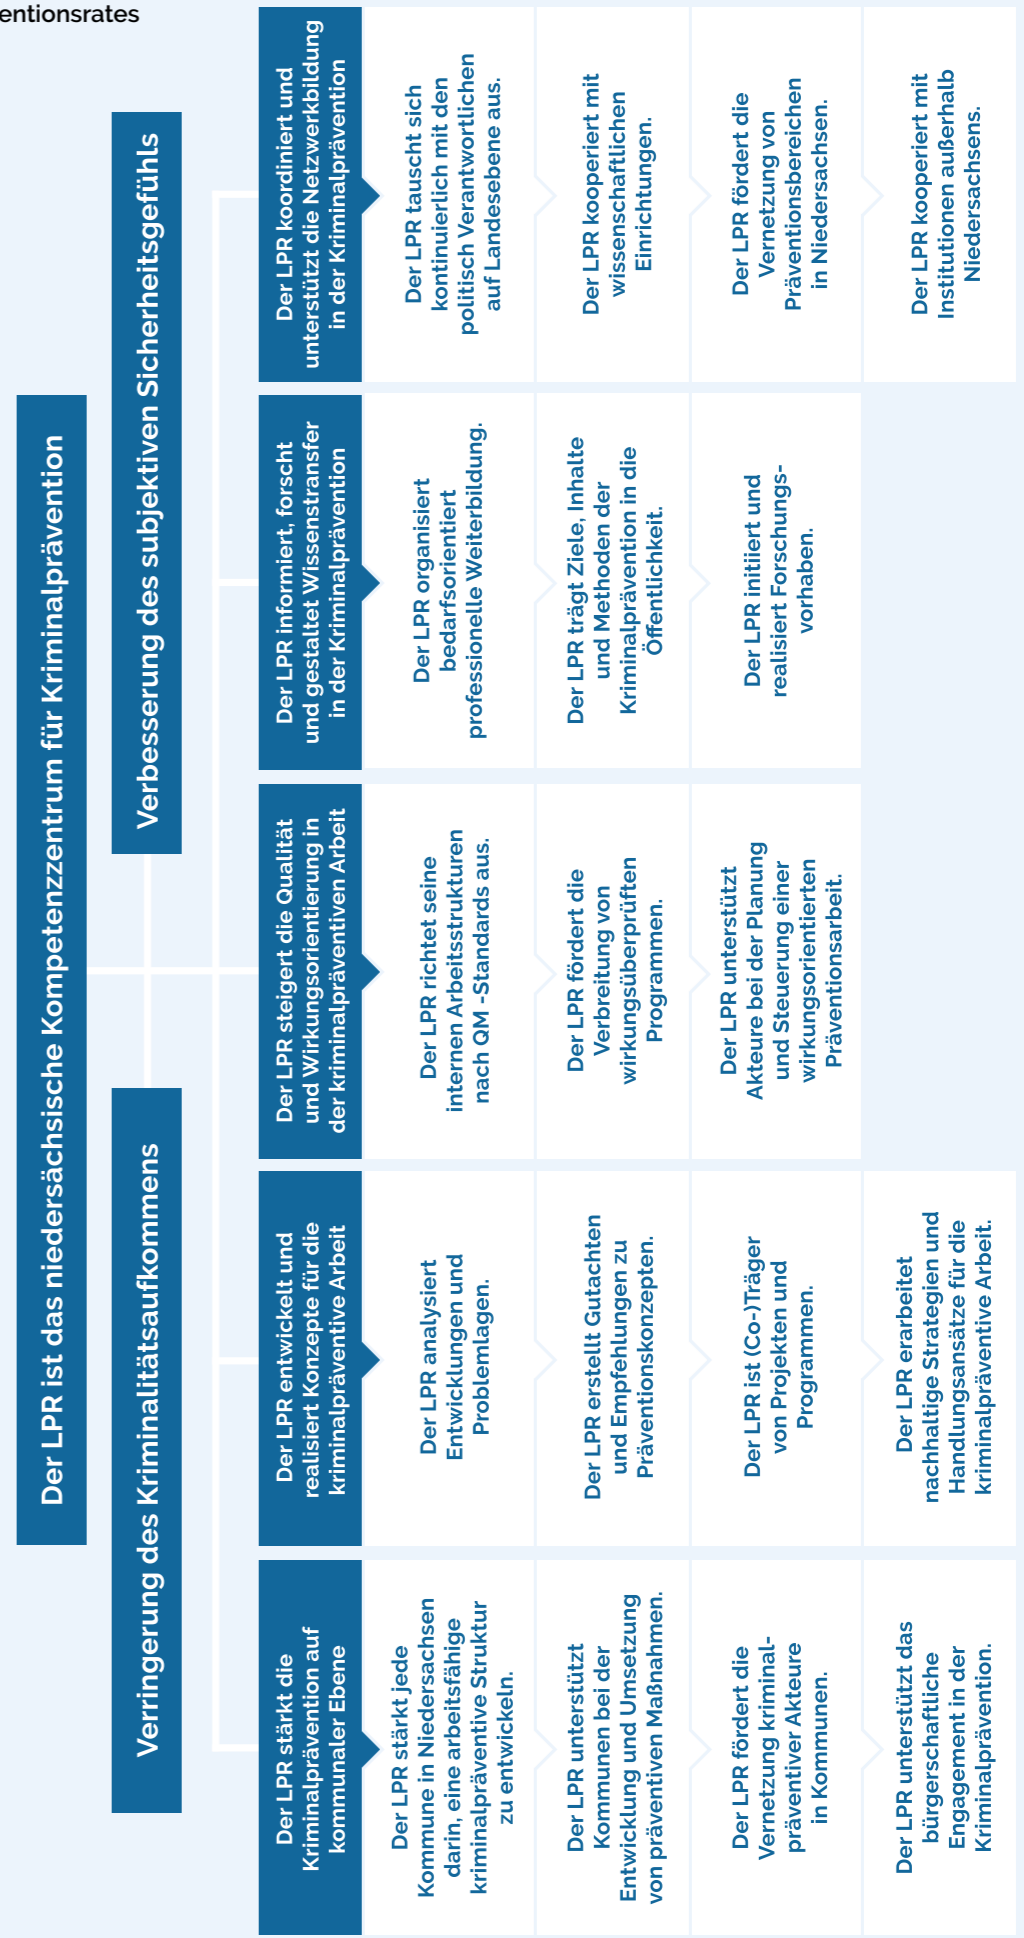 entionsrates
Der LPR ist das niedersächsische Kompetenzzentrum für Kriminalprävention
Verringerung des Kriminalitätsaufkommens
Verbesserung des subjektiven Sicherheitsgefühls
Der LPR stärkt die
Kriminalprävention auf
kommunaler Ebene
Der LPR stärkt jede
Kommune in Niedersachsen
darin, eine arbeitsfähige
kriminalpräventive Struktur
zu entwickeln.
Der LPR unterstützt
Kommunen bei der
Entwicklung und Umsetzung
von präventiven Maßnahmen.
Der LPR fördert die
Vernetzung kriminal-
präventiver Akteure
in Kommunen.
Der LPR unterstützt das
bürgerschaftliche
Engagement in der
Kriminalprävention.
Der LPR entwickelt und
realisiert Konzepte für die
kriminalpräventive Arbeit
Der LPR analysiert
Entwicklungen und
Problemlagen.
Der LPR erstellt Gutachten
und Empfehlungen zu
Präventionskonzepten.
Der LPR ist (Co-)Träger
von Projekten und
Programmen.
Der LPR erarbeitet
nachhaltige Strategien und
Handlungsansätze für die
kriminalpräventive Arbeit.
Der LPR steigert die Qualität
und Wirkungsorientierung in
der kriminalpräventiven Arbeit
Der LPR richtet seine
internen Arbeitsstrukturen
nach QM -Standards aus.
Der LPR fördert die
Verbreitung von
wirkungsüberprüften
Programmen.
Der LPR unterstützt
Akteure bei der Planung
und Steuerung einer
wirkungsorientierten
Präventionsarbeit.
Der LPR informiert, forscht
und gestaltet Wissenstransfer
in der Kriminalprävention
Der LPR organisiert
bedarfsorientiert
professionelle Weiterbildung.
Der LPR trägt Ziele, Inhalte
und Methoden der
Kriminalprävention in die
Öffentlichkeit.
Der LPR initiiert und
realisiert Forschungs-
vorhaben.
Der LPR koordiniert und
unterstützt die Netzwerkbildung
in der Kriminalprävention
Der LPR tauscht sich
kontinuierlich mit den
politisch Verantwortlichen
auf Landesebene aus.
Der LPR kooperiert mit
wissenschaftlichen
Einrichtungen.
Der LPR fördert die
Vernetzung von
Präventionsbereichen
in Niedersachsen.
Der LPR kooperiert mit
Institutionen außerhalb
Niedersachsens.